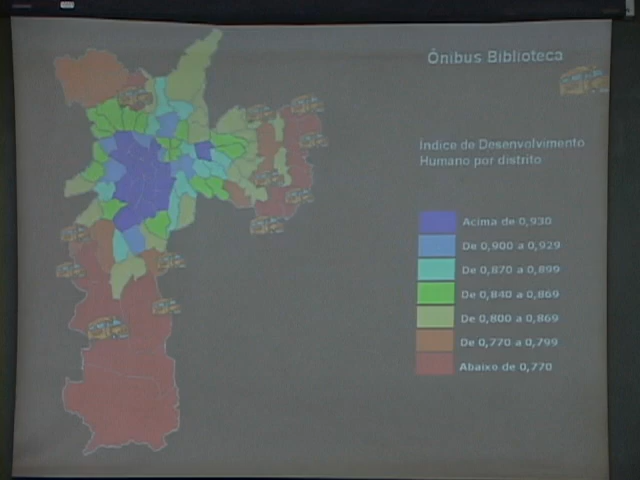 Ônibus Biblioteca
Índice de Desenvolvimento
Humano por distrito
Acima de 0,930
De 0,900 a 0,929
De 0,870 a 0,899
De 0,840 a 0,869
De 0,800 a 0,869
De 0,770 a 0,799
Abaixo de 0,770